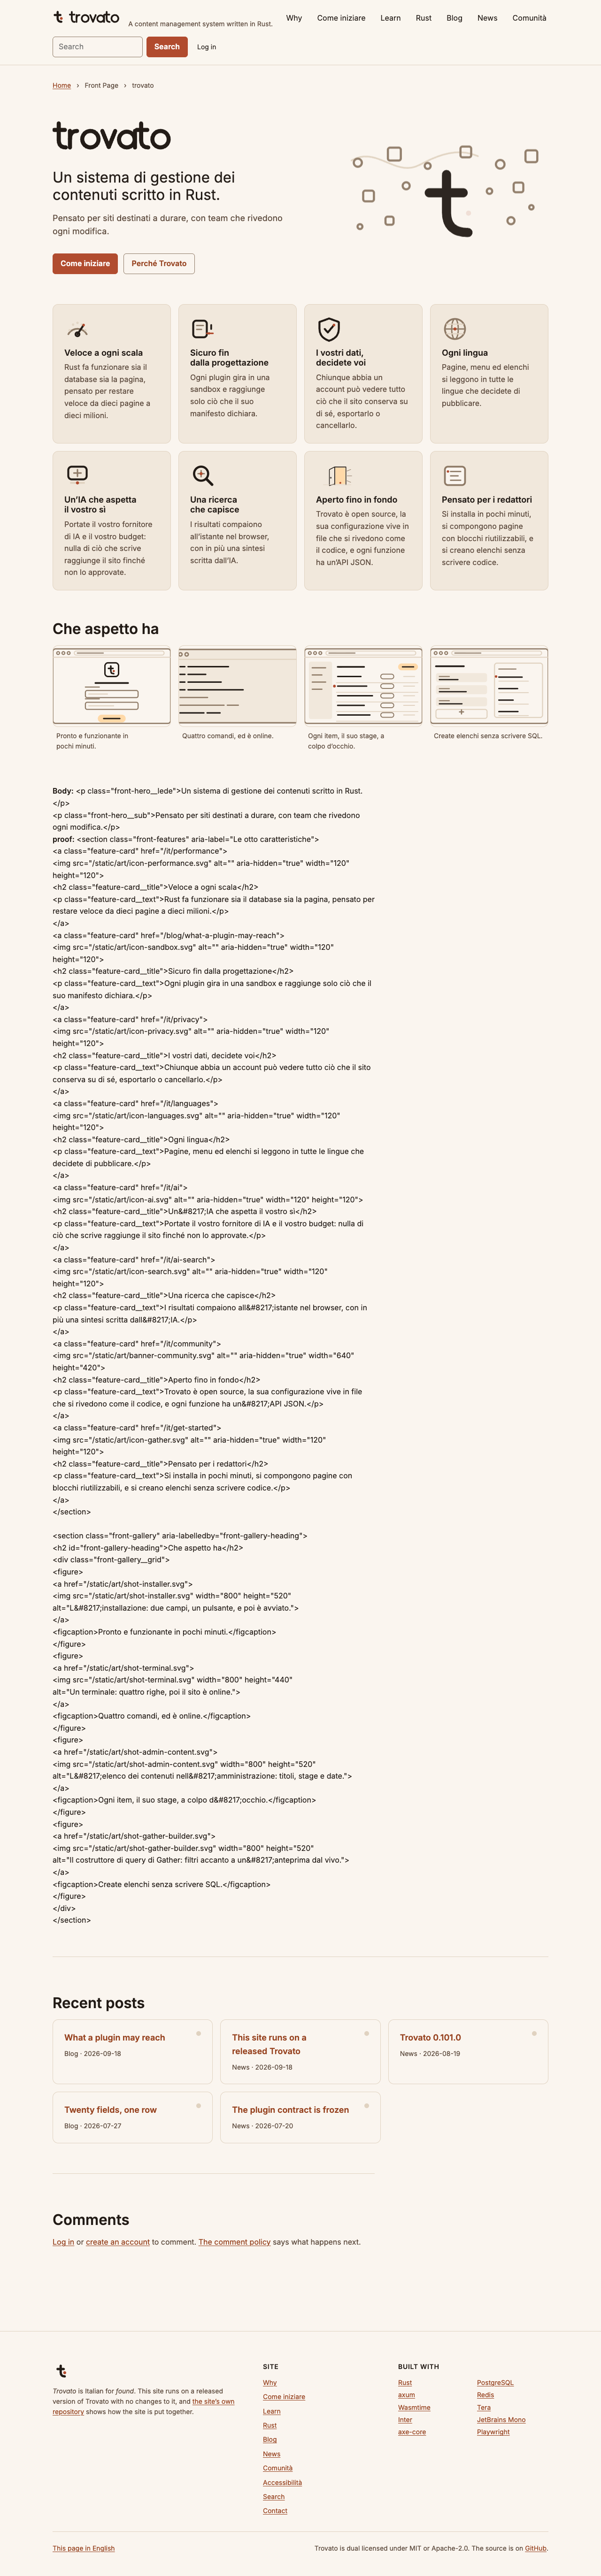 trovato
A content management system written in Rust.
Why Come iniziare Learn Rust Blog News Comunità
Search Search Log in
Home › Front Page › trovato
trovato
Un sistema di gestione dei
contenuti scritto in Rust.
Pensato per siti destinati a durare, con team che rivedono
ogni modifica.
Come iniziare Perché Trovato
Veloce a ogni scala
Rust fa funzionare sia il
database sia la pagina,
pensato per restare
veloce da dieci pagine a
dieci milioni.
Sicuro fin
dalla progettazione
Ogni plugin gira in una
sandbox e raggiunge
solo ciò che il suo
manifesto dichiara.
I vostri dati,
decidete voi
Chiunque abbia un
account può vedere tutto
ciò che il sito conserva su
di sé, esportarlo o
cancellarlo.
Ogni lingua
Pagine, menu ed elenchi
si leggono in tutte le
lingue che decidete di
pubblicare.
Un’IA che aspetta
il vostro sì
Portate il vostro fornitore
di IA e il vostro budget:
nulla di ciò che scrive
raggiunge il sito finché
non lo approvate.
Una ricerca
che capisce
I risultati compaiono
all’istante nel browser,
con in più una sintesi
scritta dall’IA.
Aperto fino in fondo
Trovato è open source, la
sua configurazione vive in
file che si rivedono come
il codice, e ogni funzione
ha un’API JSON.
Pensato per i redattori
Si installa in pochi minuti,
si compongono pagine
con blocchi riutilizzabili, e
si creano elenchi senza
scrivere codice.
Che aspetto ha
Pronto e funzionante in
pochi minuti.
Quattro comandi, ed è online.
Ogni item, il suo stage, a
colpo d’occhio.
Create elenchi senza scrivere SQL.
Body: <p class="front-hero__lede">Un sistema di gestione dei contenuti scritto in Rust.
</p>
<p class="front-hero__sub">Pensato per siti destinati a durare, con team che rivedono
ogni modifica.</p>
proof: <section class="front-features" aria-label="Le otto caratteristiche">
<a class="feature-card" href="/it/performance">
<img src="/static/art/icon-performance.svg" alt="" aria-hidden="true" width="120"
height="120">
<h2 class="feature-card__title">Veloce a ogni scala</h2>
<p class="feature-card__text">Rust fa funzionare sia il database sia la pagina, pensato per
restare veloce da dieci pagine a dieci milioni.</p>
</a>
<a class="feature-card" href="/blog/what-a-plugin-may-reach">
<img src="/static/art/icon-sandbox.svg" alt="" aria-hidden="true" width="120"
height="120">
<h2 class="feature-card__title">Sicuro fin dalla progettazione</h2>
<p class="feature-card__text">Ogni plugin gira in una sandbox e raggiunge solo ciò che il
suo manifesto dichiara.</p>
</a>
<a class="feature-card" href="/it/privacy">
<img src="/static/art/icon-privacy.svg" alt="" aria-hidden="true" width="120"
height="120">
<h2 class="feature-card__title">I vostri dati, decidete voi</h2>
<p class="feature-card__text">Chiunque abbia un account può vedere tutto ciò che il sito
conserva su di sé, esportarlo o cancellarlo.</p>
</a>
<a class="feature-card" href="/it/languages">
<img src="/static/art/icon-languages.svg" alt="" aria-hidden="true" width="120"
height="120">
<h2 class="feature-card__title">Ogni lingua</h2>
<p class="feature-card__text">Pagine, menu ed elenchi si leggono in tutte le lingue che
decidete di pubblicare.</p>
</a>
<a class="feature-card" href="/it/ai">
<img src="/static/art/icon-ai.svg" alt="" aria-hidden="true" width="120" height="120">
<h2 class="feature-card__title">Un&#8217;IA che aspetta il vostro sì</h2>
<p class="feature-card__text">Portate il vostro fornitore di IA e il vostro budget: nulla di
ciò che scrive raggiunge il sito finché non lo approvate.</p>
</a>
<a class="feature-card" href="/it/ai-search">
<img src="/static/art/icon-search.svg" alt="" aria-hidden="true" width="120"
height="120">
<h2 class="feature-card__title">Una ricerca che capisce</h2>
<p class="feature-card__text">I risultati compaiono all&#8217;istante nel browser, con in
più una sintesi scritta dall&#8217;IA.</p>
</a>
<a class="feature-card" href="/it/community">
<img src="/static/art/banner-community.svg" alt="" aria-hidden="true" width="640"
height="420">
<h2 class="feature-card__title">Aperto fino in fondo</h2>
<p class="feature-card__text">Trovato è open source, la sua configurazione vive in file
che si rivedono come il codice, e ogni funzione ha un&#8217;API JSON.</p>
</a>
<a class="feature-card" href="/it/get-started">
<img src="/static/art/icon-gather.svg" alt="" aria-hidden="true" width="120"
height="120">
<h2 class="feature-card__title">Pensato per i redattori</h2>
<p class="feature-card__text">Si installa in pochi minuti, si compongono pagine con
blocchi riutilizzabili, e si creano elenchi senza scrivere codice.</p>
</a>
</section>
<section class="front-gallery" aria-labelledby="front-gallery-heading">
<h2 id="front-gallery-heading">Che aspetto ha</h2>
<div class="front-gallery__grid">
<figure>
<a href="/static/art/shot-installer.svg">
<img src="/static/art/shot-installer.svg" width="800" height="520"
alt="L&#8217;installazione: due campi, un pulsante, e poi è avviato.">
</a>
<figcaption>Pronto e funzionante in pochi minuti.</figcaption>
</figure>
<figure>
<a href="/static/art/shot-terminal.svg">
<img src="/static/art/shot-terminal.svg" width="800" height="440"
alt="Un terminale: quattro righe, poi il sito è online.">
</a>
<figcaption>Quattro comandi, ed è online.</figcaption>
</figure>
<figure>
<a href="/static/art/shot-admin-content.svg">
<img src="/static/art/shot-admin-content.svg" width="800" height="520"
alt="L&#8217;elenco dei contenuti nell&#8217;amministrazione: titoli, stage e date.">
</a>
<figcaption>Ogni item, il suo stage, a colpo d&#8217;occhio.</figcaption>
</figure>
<figure>
<a href="/static/art/shot-gather-builder.svg">
<img src="/static/art/shot-gather-builder.svg" width="800" height="520"
alt="Il costruttore di query di Gather: filtri accanto a un&#8217;anteprima dal vivo.">
</a>
<figcaption>Create elenchi senza scrivere SQL.</figcaption>
</figure>
</div>
</section>
Recent posts
What a plugin may reach
Blog · 2026-09-18
This site runs on a
released Trovato
News · 2026-09-18
Trovato 0.101.0
News · 2026-08-19
Twenty fields, one row
Blog · 2026-07-27
The plugin contract is frozen
News · 2026-07-20
Comments
Log in or create an account to comment. The comment policy says what happens next.
Trovato is Italian for found. This site runs on a released
version of Trovato with no changes to it, and the site's own
repository shows how the site is put together.
SITE
Why
Come iniziare
Learn
Rust
Blog
News
Comunità
Accessibilità
Search
Contact
BUILT WITH
Rust
axum
Wasmtime
Inter
axe-core
PostgreSQL
Redis
Tera
JetBrains Mono
Playwright
This page in English
Trovato is dual licensed under MIT or Apache-2.0. The source is on GitHub.